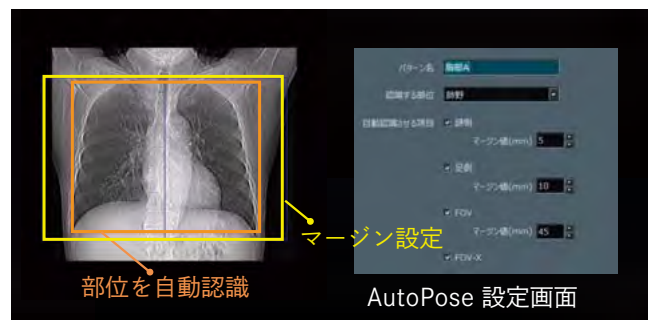 パターン名 胸部A
認識する部位 肺野
自動認識させる項目 頭側
マージン値(mm) 5
足側
マージン値(mm) 10
FOV
マージン値(mm) 45
FOV-X
マージン設定
部位を自動認識
AutoPose 設定画面